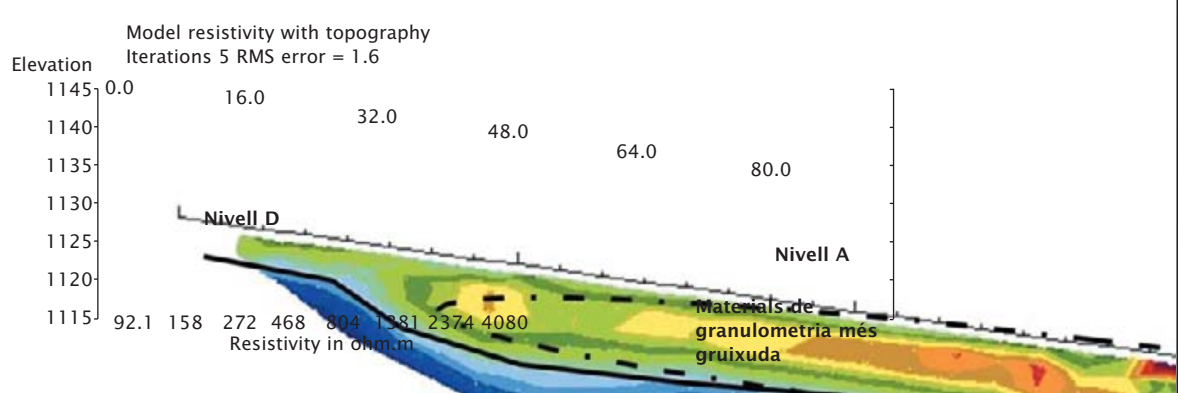 Model resistivity with topography
Iterations 5 RMS error = 1.6
Elevation
1145
0.0
16.0
32.0
48.0
64.0
80.0
1140
1135
1130
1125
1120
1115
Nivell D
Nivell A
Materials de
granulometria més
gruixuda
92.1 158 272 468 804 1381 2374 4080
Resistivity in ohm.m